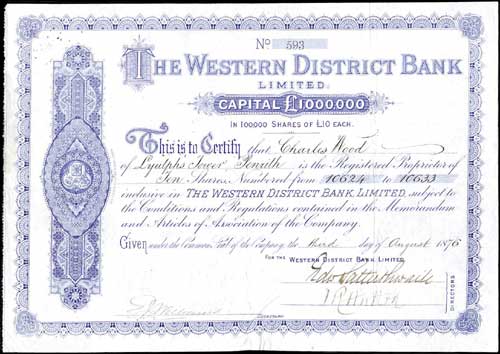 No 593
THE WESTERN DISTRICT BANK
LIMITED.
CAPITAL £1,000,000
IN 100000 SHARES OF £10 EACH.
This is to Certify that Charles Wood
of Lyulphs Tower Penrith is the Registered Proprietor of
Ten Shares, Numbered from 10624 to 10633
inclusive in THE WESTERN DISTRICT BANK, LIMITED, subject to
the Conditions and Regulations contained in the Memorandum
and Articles of Association of the Company.
Given under the Common Seal of the Company, the third day of August 1876
FOR THE WESTERN DISTRICT BANK LIMITED.
DIRECTORS
SECRETARY